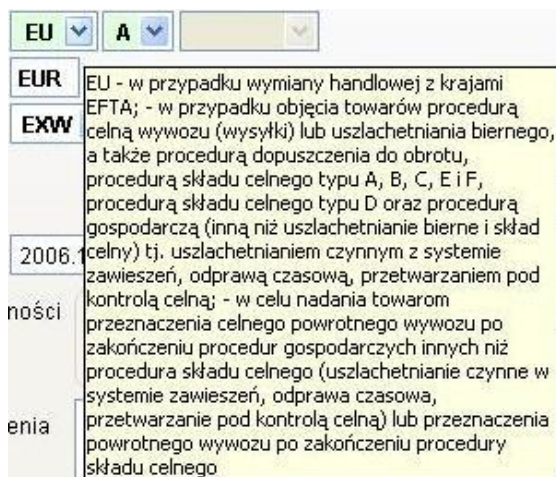 EU A
EUR
EXW
2006.1
ności
enia
EU - w przypadku wymiany handlowej z krajami
EFTA; - w przypadku objęcia towarów procedurą
celną wywozu (wysyłki) lub uszlachetniania biernego,
a także procedurą dopuszczenia do obrotu,
procedurą składu celnego typu A, B, C, E i F,
procedurą składu celnego typu D oraz procedurą
gospodarczą (inną niż uszlachetnianie bierne i skład
celny) tj. uszlachetnianiem czynnym z systemie
zawieszeń, odprawą czasową, przetwarzaniem pod
kontrolą celną; - w celu nadania towarom
przeznaczenia celnego powrotnego wywozu po
zakończeniu procedur gospodarczych innych niż
procedura składu celnego (uszlachetnianie czynne w
systemie zawieszeń, odprawa czasowa,
przetwarzanie pod kontrolą celną) lub przeznaczenia
powrotnego wywozu po zakończeniu procedury
składu celnego